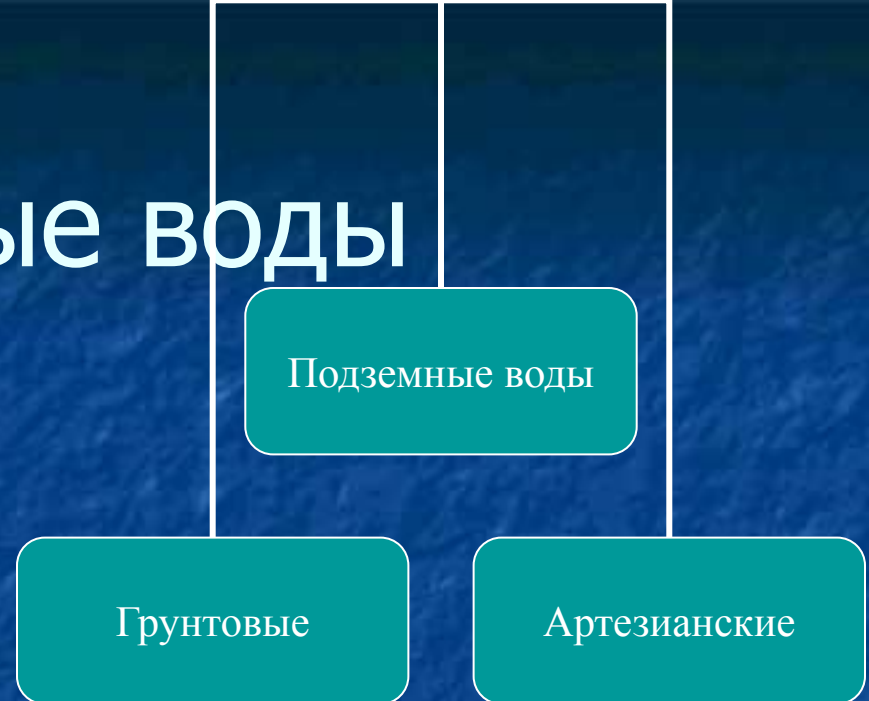 ые воды
Подземные воды
Грунтовые
Артезианские